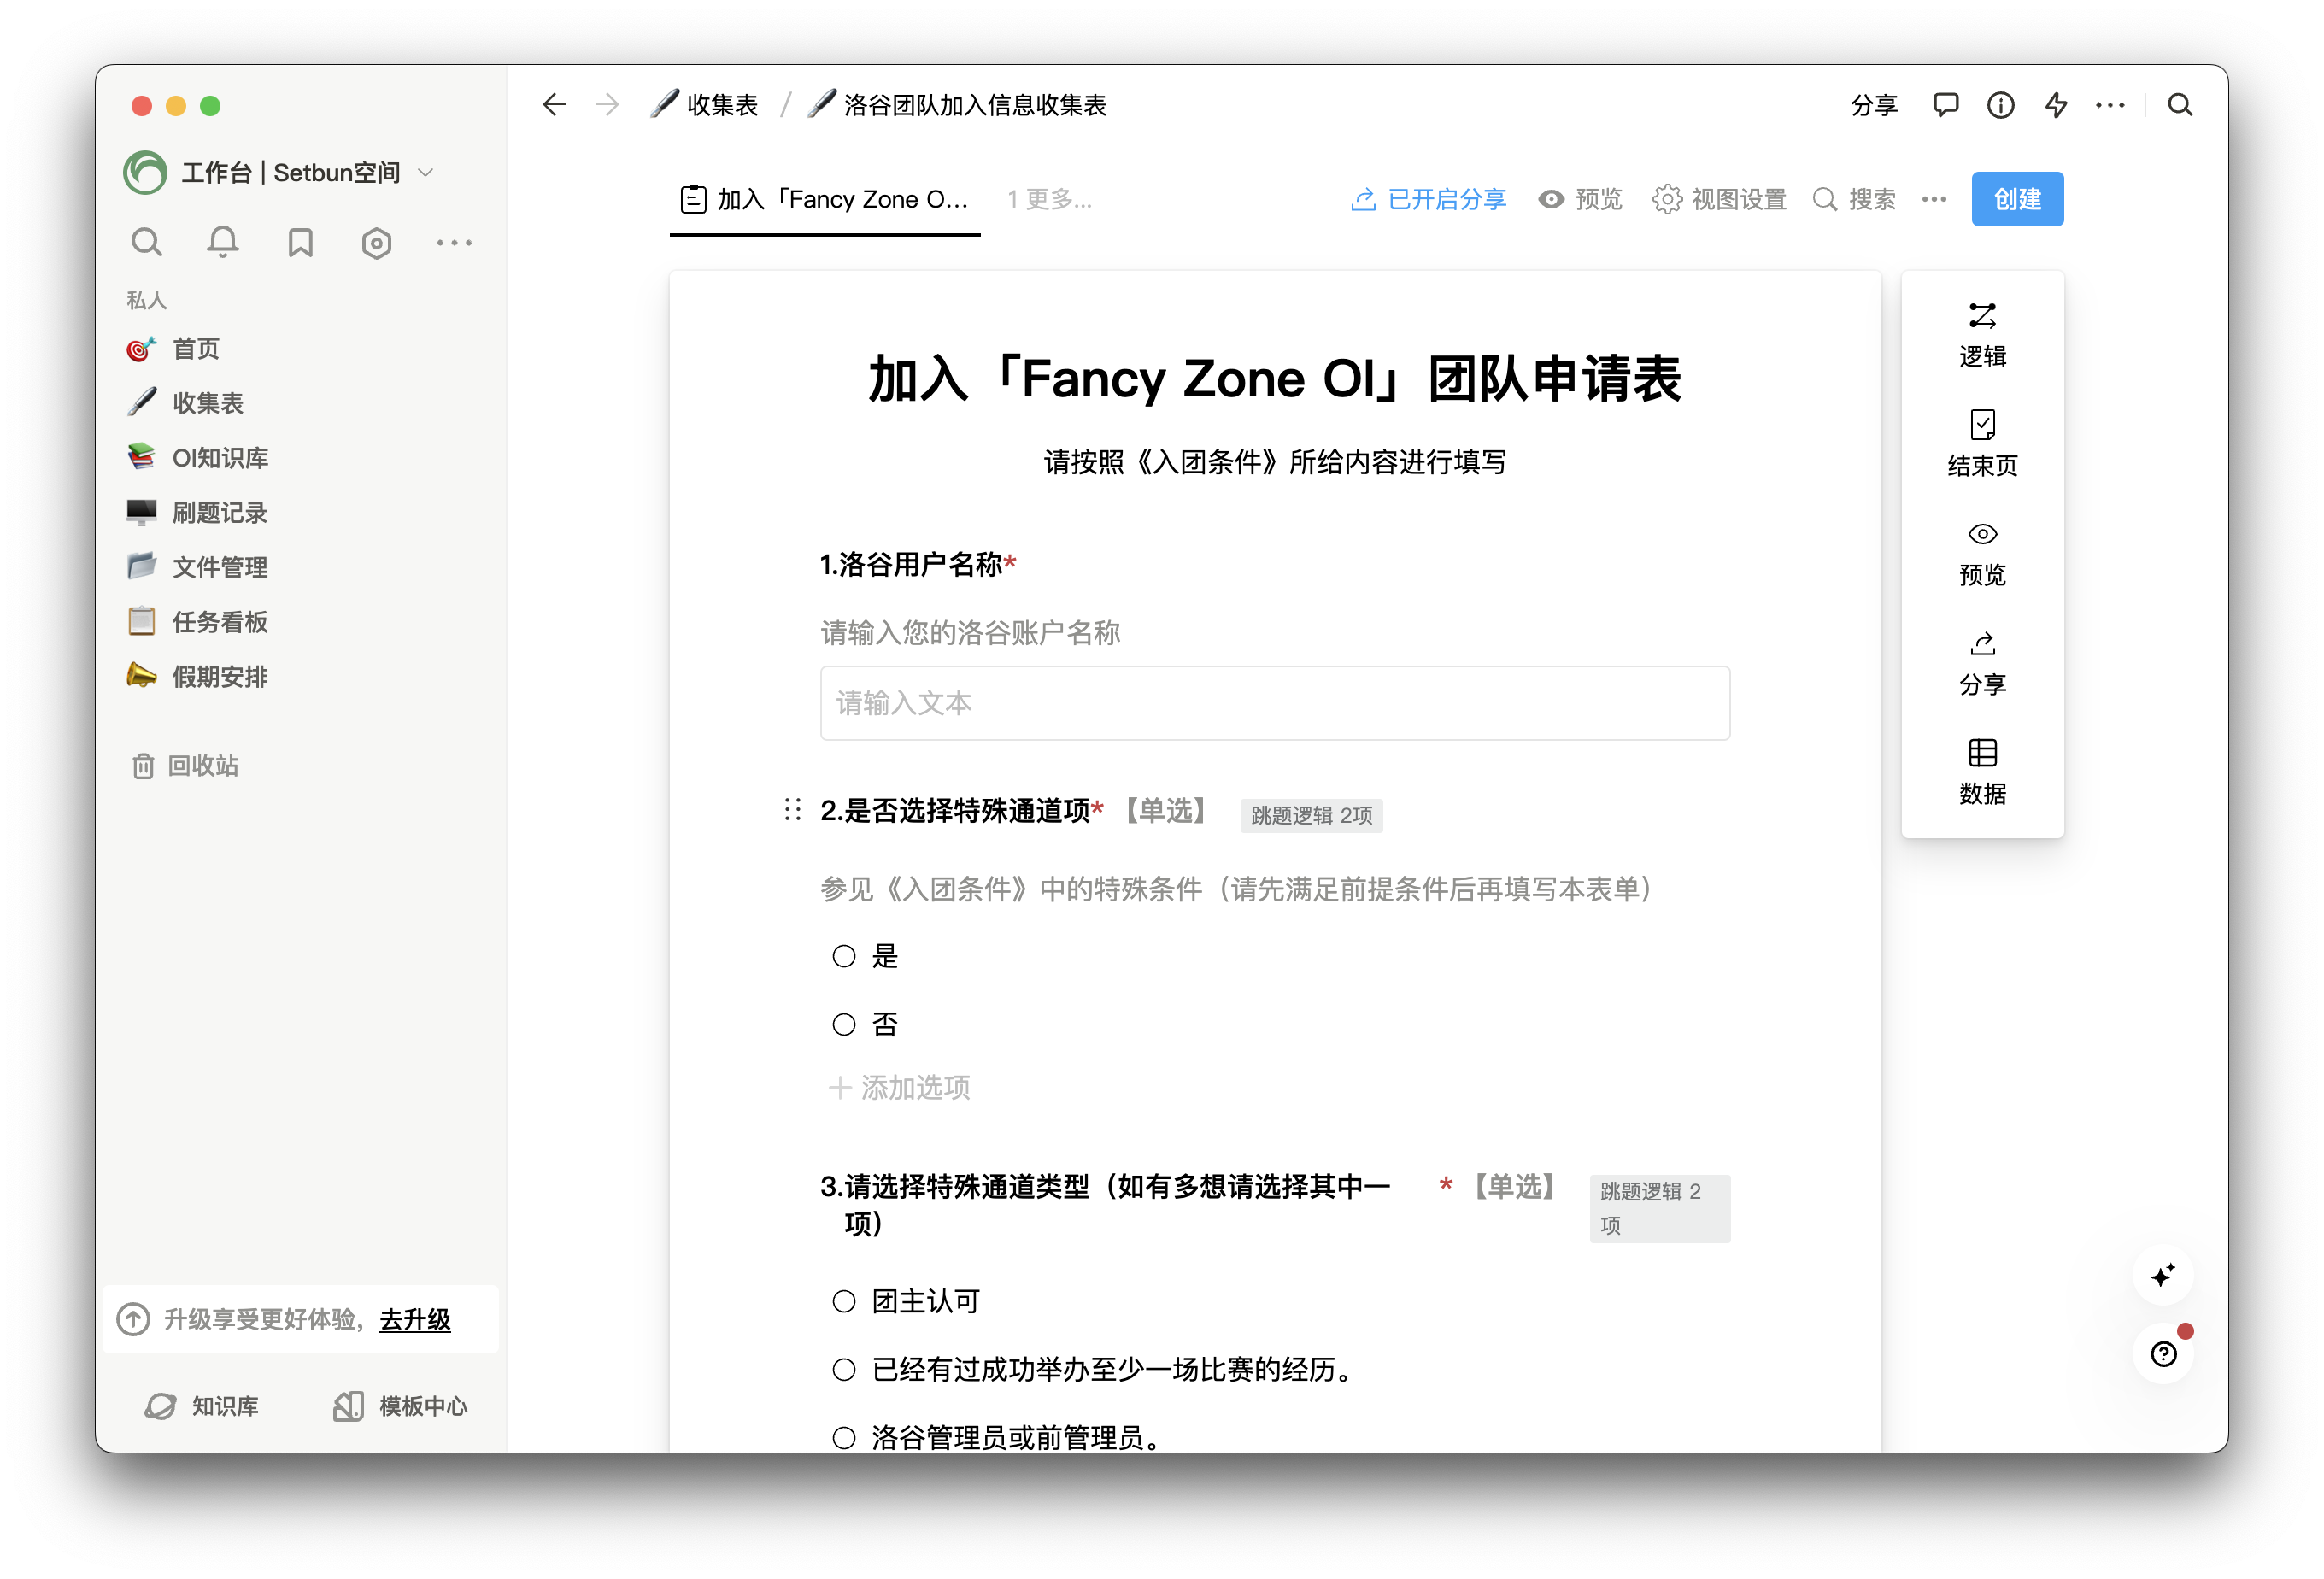 工作台 | Setbun空间
私人
首页
收集表
OI知识库
刷题记录
文件管理
任务看板
假期安排
回收站
升级享受更好体验，去升级
知识库
模板中心
收集表 / 洛谷团队加入信息收集表
分享
加入「Fancy Zone O...
1 更多...
已开启分享
预览
视图设置
搜索
创建
加入「Fancy Zone OI」团队申请表
请按照《入团条件》所给内容进行填写
1.洛谷用户名称*
请输入您的洛谷账户名称
请输入文本
2.是否选择特殊通道项* 【单选】 跳题逻辑 2项
参见《入团条件》中的特殊条件（请先满足前提条件后再填写本表单）
是
否
添加选项
3.请选择特殊通道类型（如有多想请选择其中一
项）
* 【单选】
跳题逻辑 2
项
团主认可
已经有过成功举办至少一场比赛的经历。
洛谷管理员或前管理员。
逻辑
结束页
预览
分享
数据